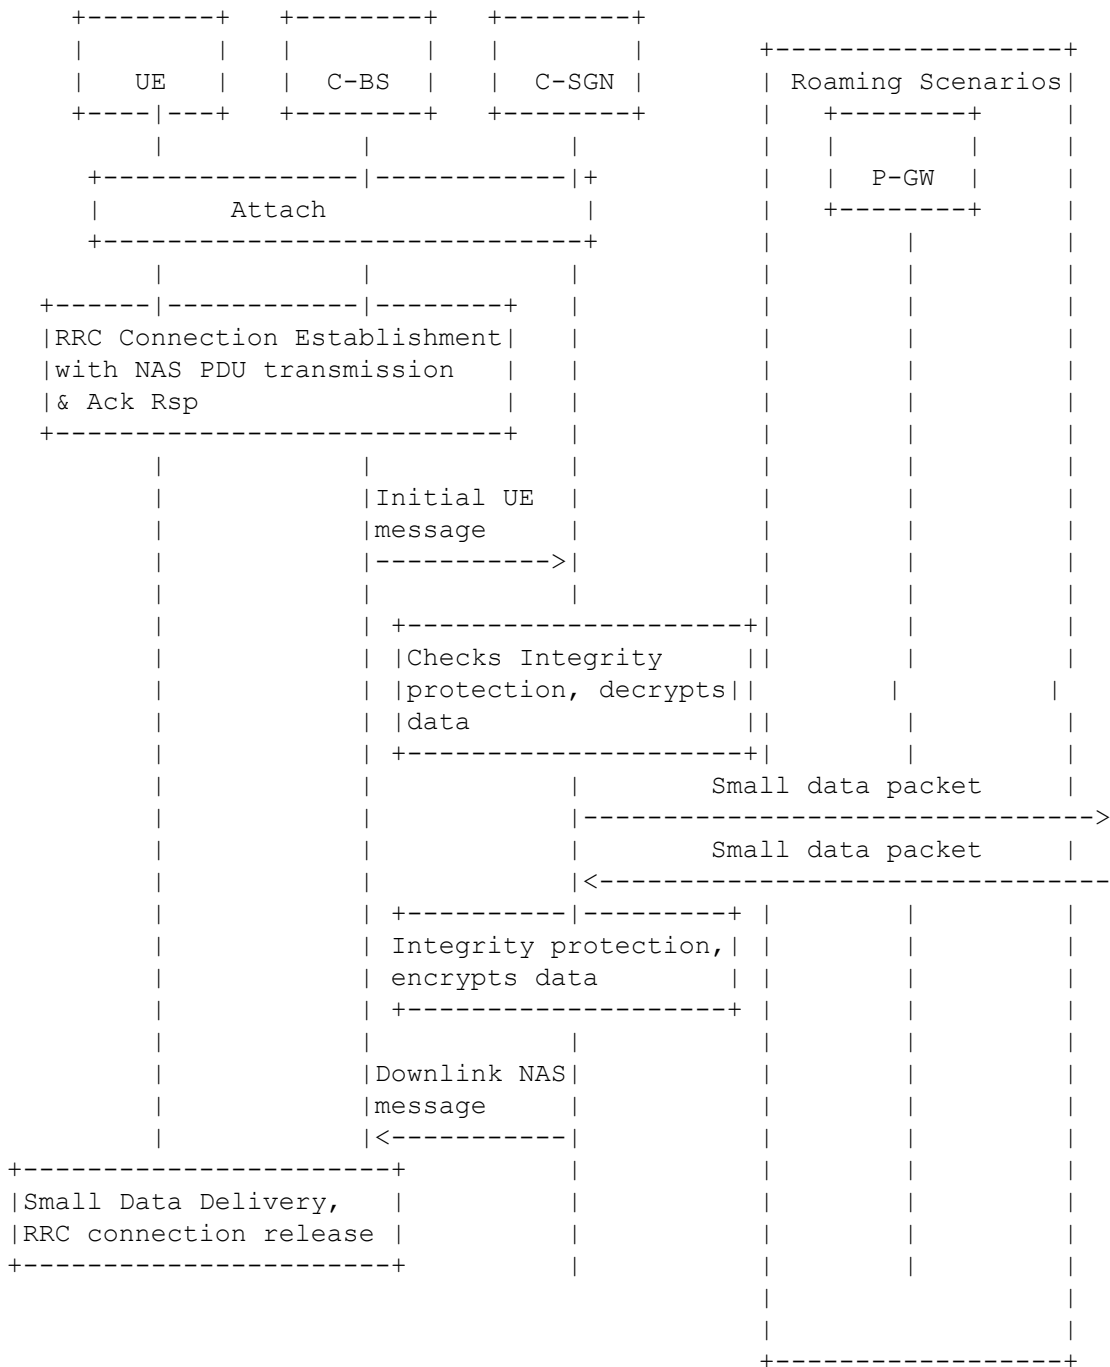 UE
C-BS
C-SGN
Roaming Scenarios
P-GW
Attach
RRC Connection Establishment
with NAS PDU transmission
& Ack Rsp
Initial UE
message
Checks Integrity
protection, decrypts
data
Small data packet
Small data packet
Integrity protection,
encrypts data
Downlink NAS
message
Small Data Delivery,
RRC connection release